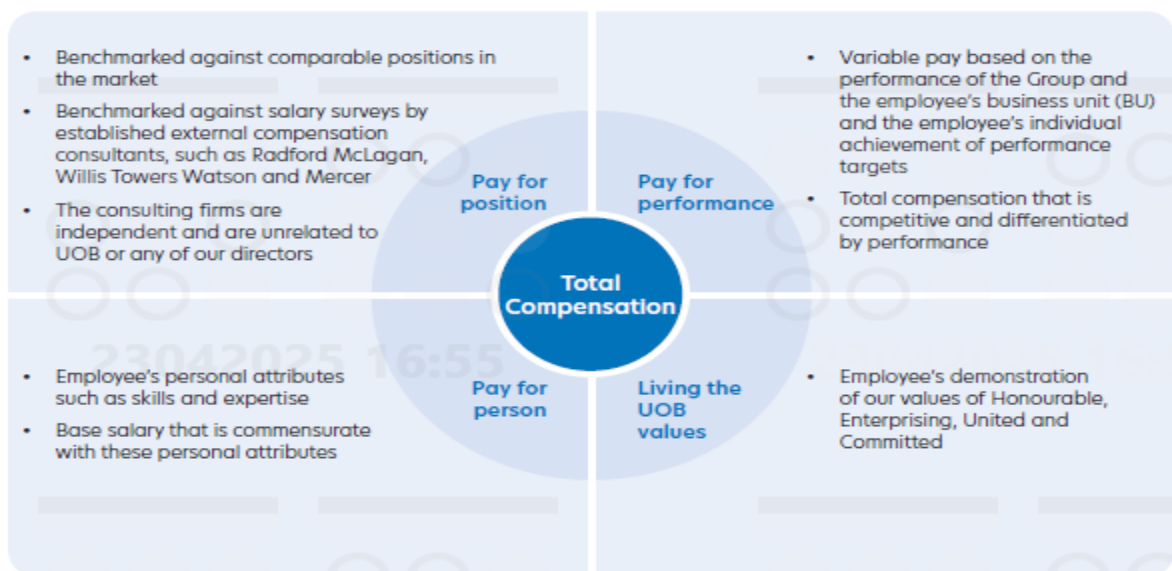 • Benchmarked against comparable positions in
the market
• Benchmarked against salary surveys by
established external compensation
consultants, such as Radford McLagan,
Willis Towers Watson and Mercer
• The consulting firms are
independent and are unrelated to
UOB or any of our directors
Pay for
position
Pay for
performance
• Variable pay based on the
performance of the Group and
the employee's business unit (BU)
and the employee's individual
achievement of performance
targets
• Total compensation that is
competitive and differentiated
by performance
Total
Compensation
23042025 16:55
• Employee's personal attributes
such as skills and expertise
• Base salary that is commensurate
with these personal attributes
Pay for
person
Living the
UOB
values
• Employee's demonstration
of our values of Honourable,
Enterprising, United and
Committed